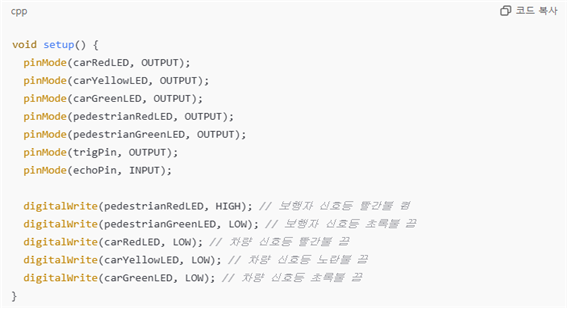 cpp
코드 복사
void setup() {
  pinMode(carRedLED, OUTPUT);
  pinMode(carYellowLED, OUTPUT);
  pinMode(carGreenLED, OUTPUT);
  pinMode(pedestrianRedLED, OUTPUT);
  pinMode(pedestrianGreenLED, OUTPUT);
  pinMode(trigPin, OUTPUT);
  pinMode(echoPin, INPUT);
  digitalWrite(pedestrianRedLED, HIGH); // 보행자 신호등 빨간불 켬
  digitalWrite(pedestrianGreenLED, LOW); // 보행자 신호등 초록불 끔
  digitalWrite(carRedLED, LOW); // 차량 신호등 빨간불 끔
  digitalWrite(carYellowLED, LOW); // 차량 신호등 노란불 끔
  digitalWrite(carGreenLED, LOW); // 차량 신호등 초록불 끔
}